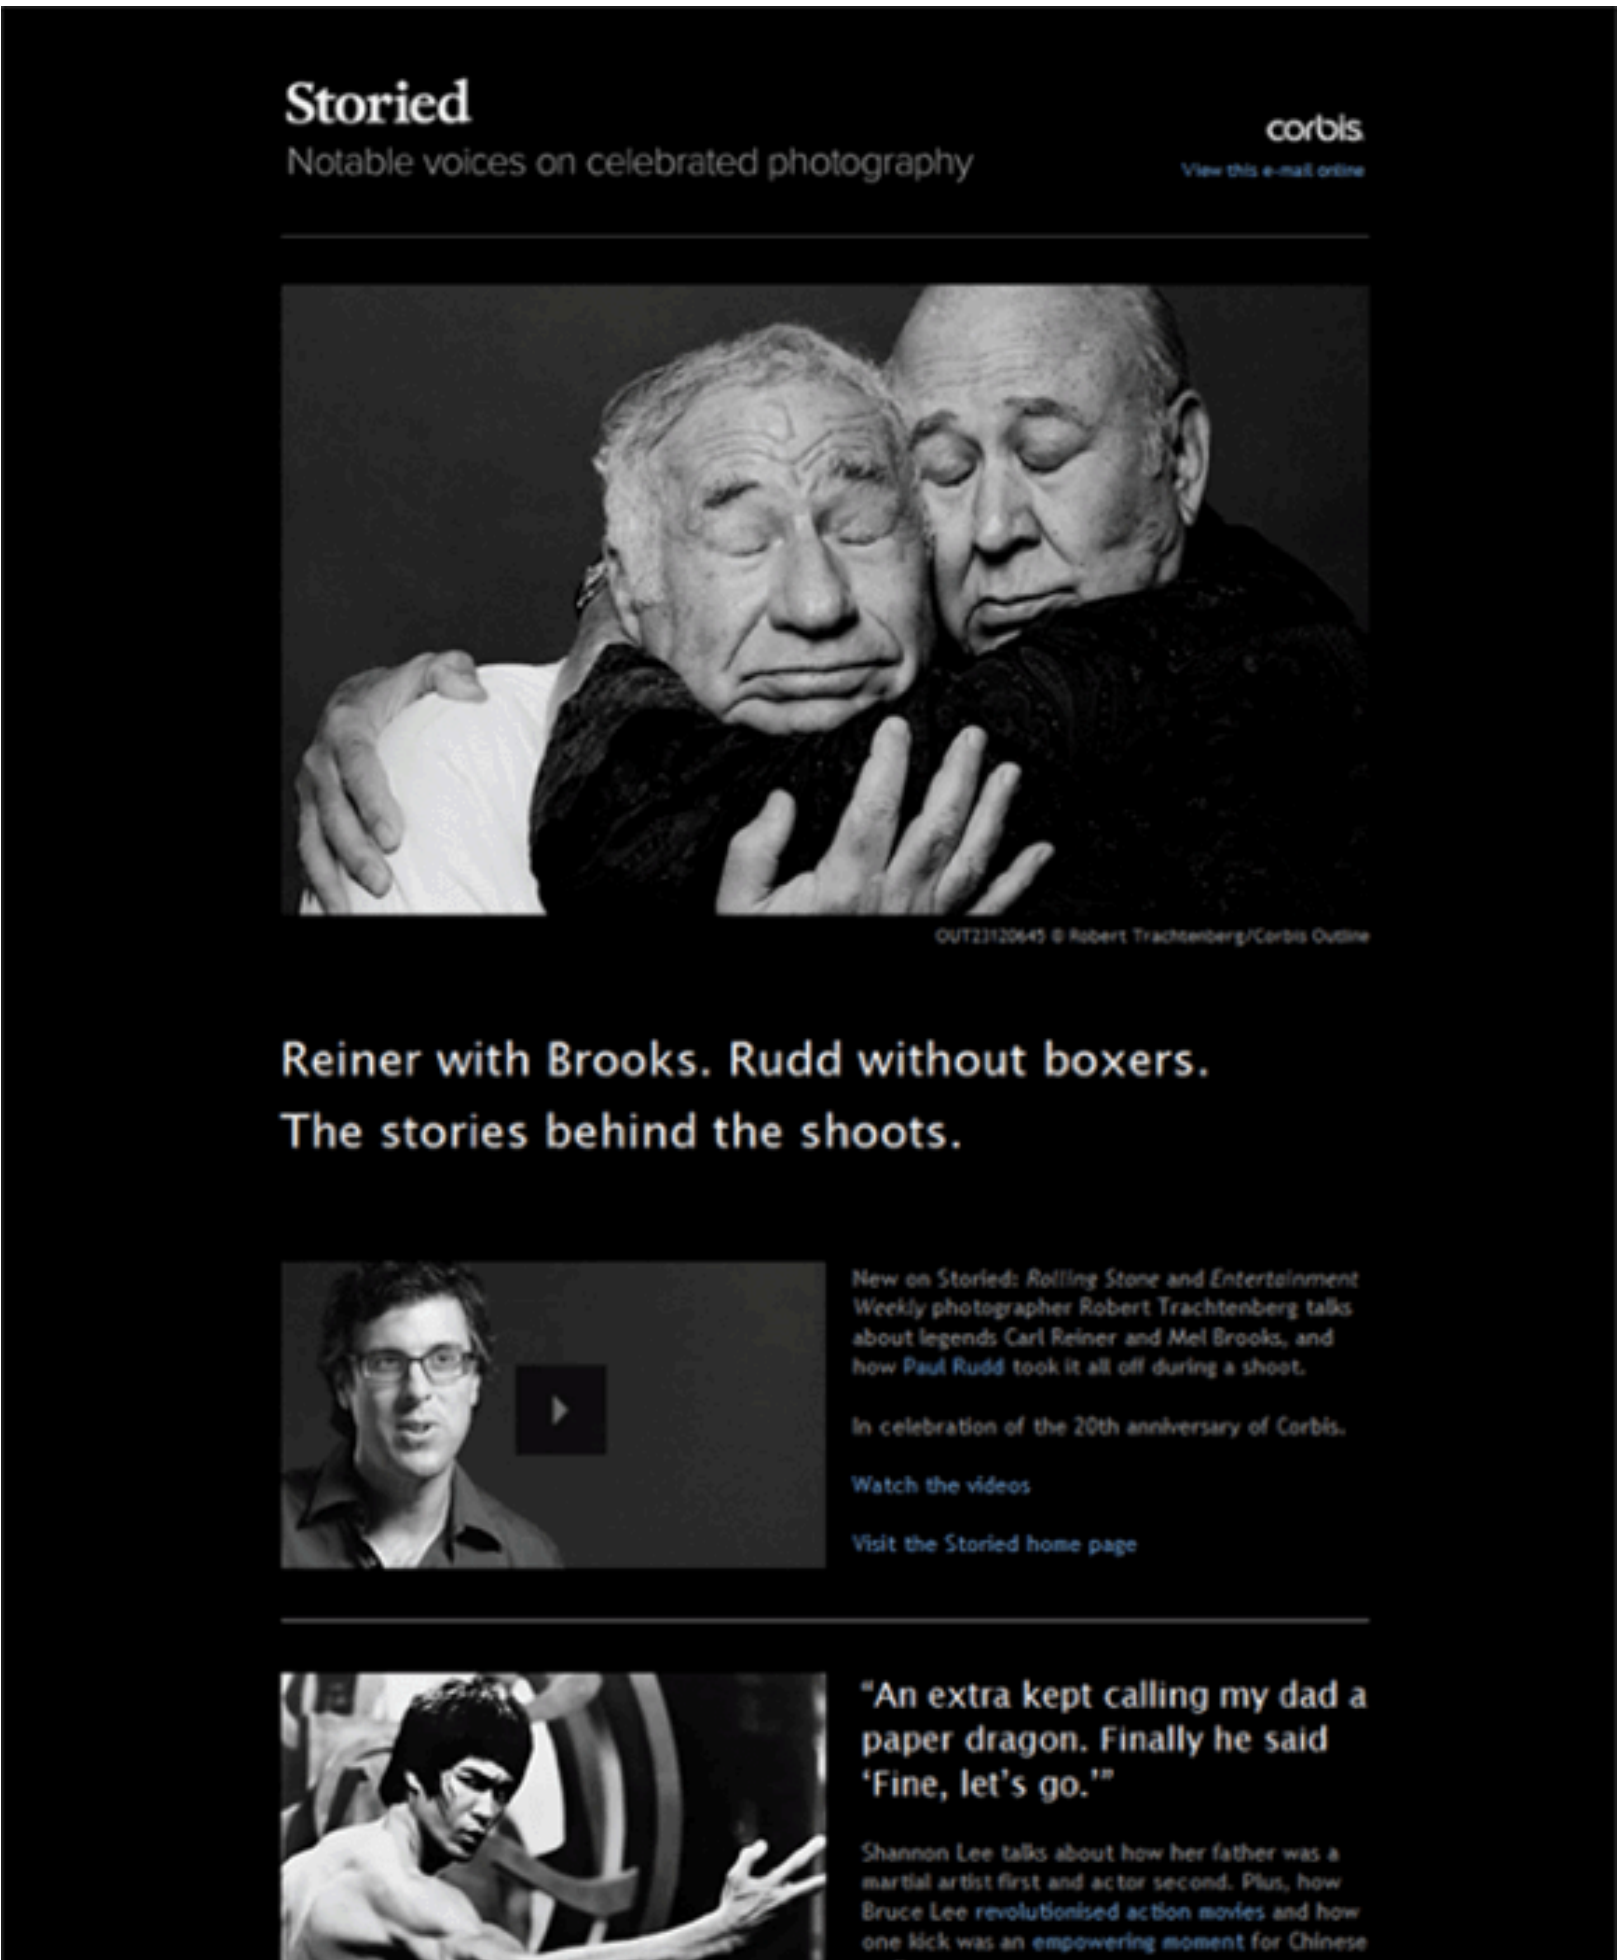 Storied
corbis
Notable voices on celebrated photography
View this e-mail online
OUT23120645 © Robert Trachtenberg/Corbis Outline
Reiner with Brooks. Rudd without boxers.
The stories behind the shoots.
New on Storied: Rolling Stone and Entertainment
Weekly photographer Robert Trachtenberg talks
about legends Carl Reiner and Mel Brooks, and
how Paul Rudd took it all off during a shoot.
In celebration of the 20th anniversary of Corbis.
Watch the videos
Visit the Storied home page
“An extra kept calling my dad a
paper dragon. Finally he said
‘Fine, let’s go.’”
Shannon Lee talks about how her father was a
martial artist first and actor second. Plus, how
Bruce Lee revolutionised action movies and how
one kick was an empowering moment for Chinese